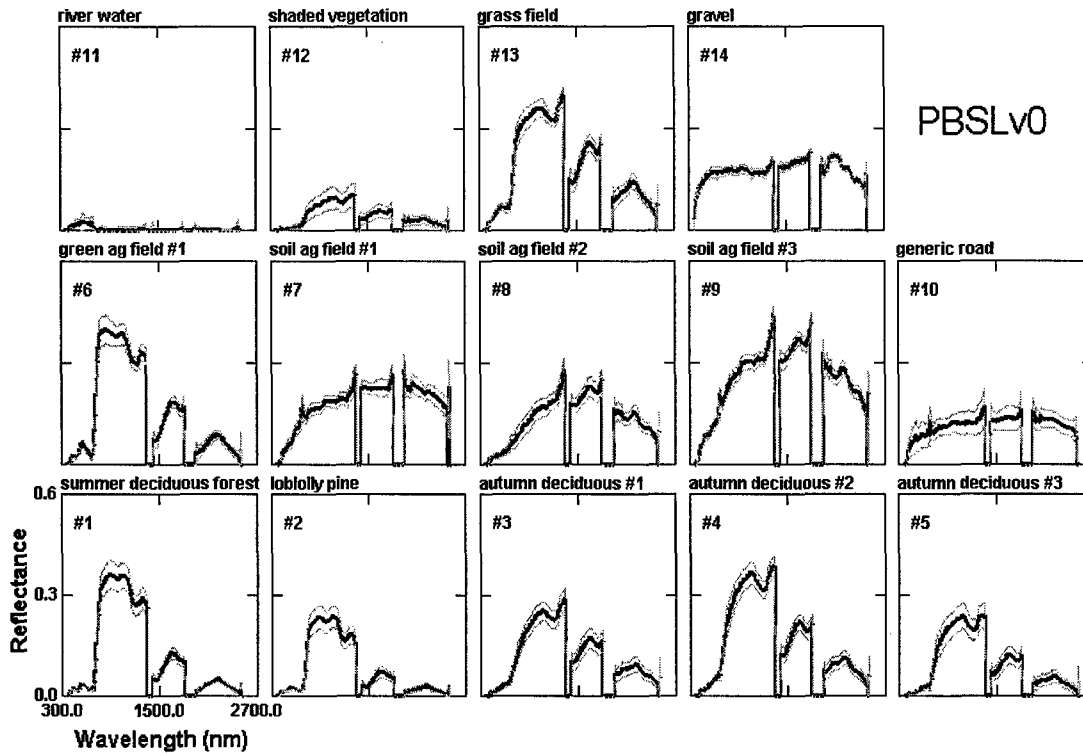 river water
shaded vegetation
grass field
gravel
#11
#12
#13
#14
PBSLv0
green ag field #1
soil ag field #1
soil ag field #2
soil ag field #3
generic road
#6
#7
#8
#9
#10
summer deciduous forest
loblolly pine
autumn deciduous #1
autumn deciduous #2
autumn deciduous #3
0.6
#1
#2
#3
#4
#5
Reflectance
0.3
0.0
300.0
1500.0
2700.0
Wavelength (nm)